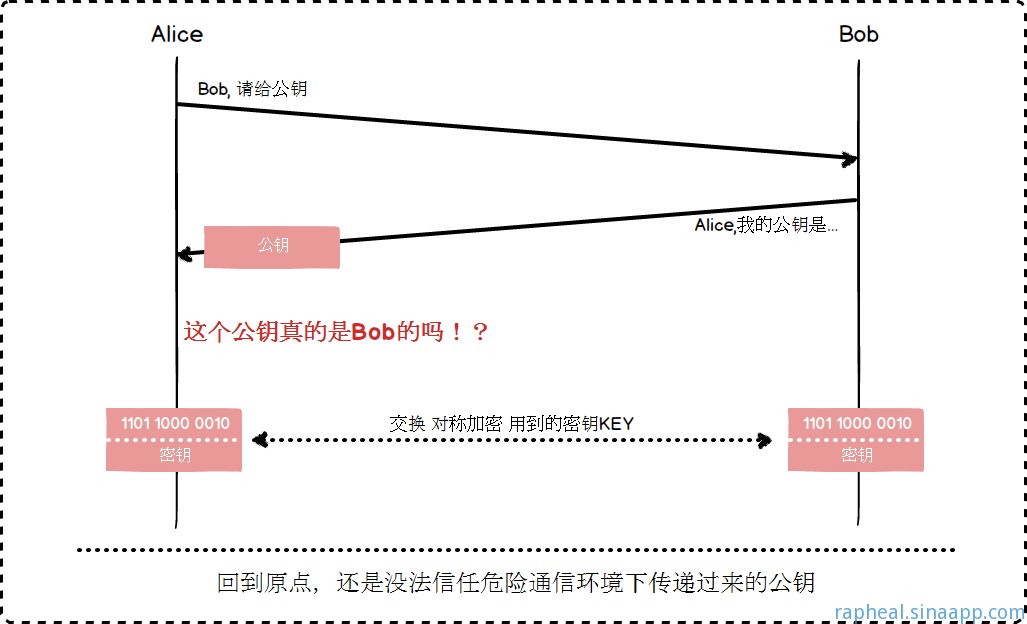 Alice
Bob
Bob, 请给公钥
Alice,我的公钥是...
公钥
这个公钥真的是Bob的吗！？
1101 1000 0010
密钥
交换 对称加密 用到的密钥KEY
1101 1000 0010
密钥
回到原点，还是没法信任危险通信环境下传递过来的公钥
rapheal.sinaapp.com